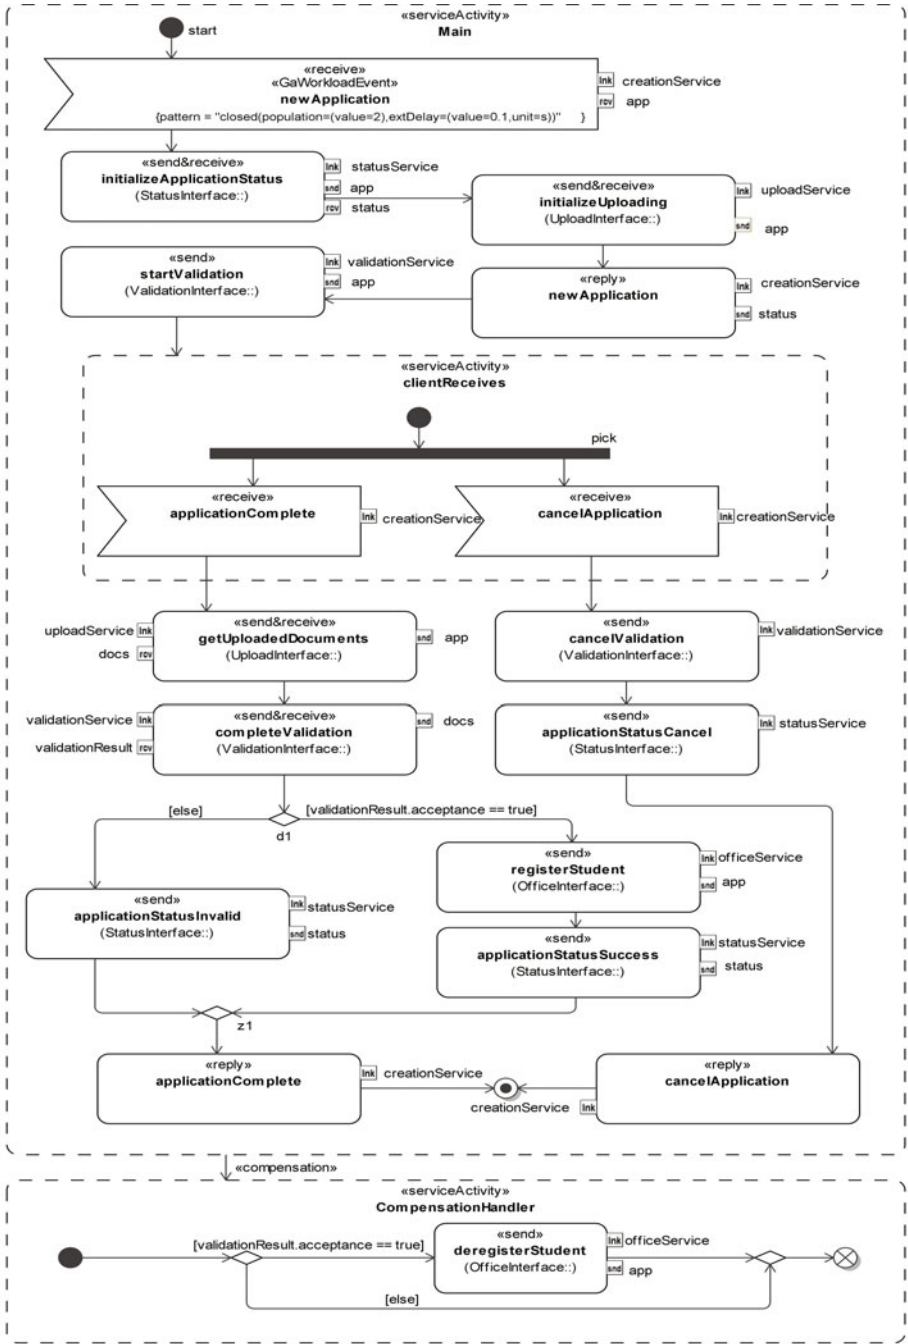 «serviceActivity»
Main
start
«receive»
«GaWorkloadEvent»
newApplication
{pattern = "closed(population=(value=2),extDelay=(value=0.1,unit=s))" }
lnk creationService
rcv app
«send&receive»
initializeApplicationStatus
(StatusInterface::)
lnk statusService
snd app
rcv status
«send&receive»
initializeUploading
(UploadInterface::)
lnk uploadService
snd app
«send»
startValidation
(ValidationInterface::)
lnk validationService
snd app
«reply»
newApplication
lnk creationService
snd status
«serviceActivity»
clientReceives
pick
«receive»
applicationComplete
lnk creationService
«receive»
cancelApplication
lnk creationService
uploadService lnk
docs rcv
«send&receive»
getUploadedDocuments
(UploadInterface::)
snd app
«send»
cancelValidation
(ValidationInterface::)
lnk validationService
validationService lnk
validationResult rcv
«send&receive»
completeValidation
(ValidationInterface::)
snd docs
«send»
applicationStatusCancel
(StatusInterface::)
lnk statusService
[else]
[validationResult.acceptance == true]
d1
«send»
registerStudent
(OfficeInterface::)
lnk officeService
snd app
«send»
applicationStatusInvalid
(StatusInterface::)
lnk statusService
snd status
«send»
applicationStatusSuccess
(StatusInterface::)
lnk statusService
snd status
z1
«reply»
applicationComplete
lnk creationService
«reply»
cancelApplication
creationService lnk
«compensation»
«serviceActivity»
CompensationHandler
[validationResult.acceptance == true]
«send»
deregisterStudent
(OfficeInterface::)
lnk officeService
snd app
[else]